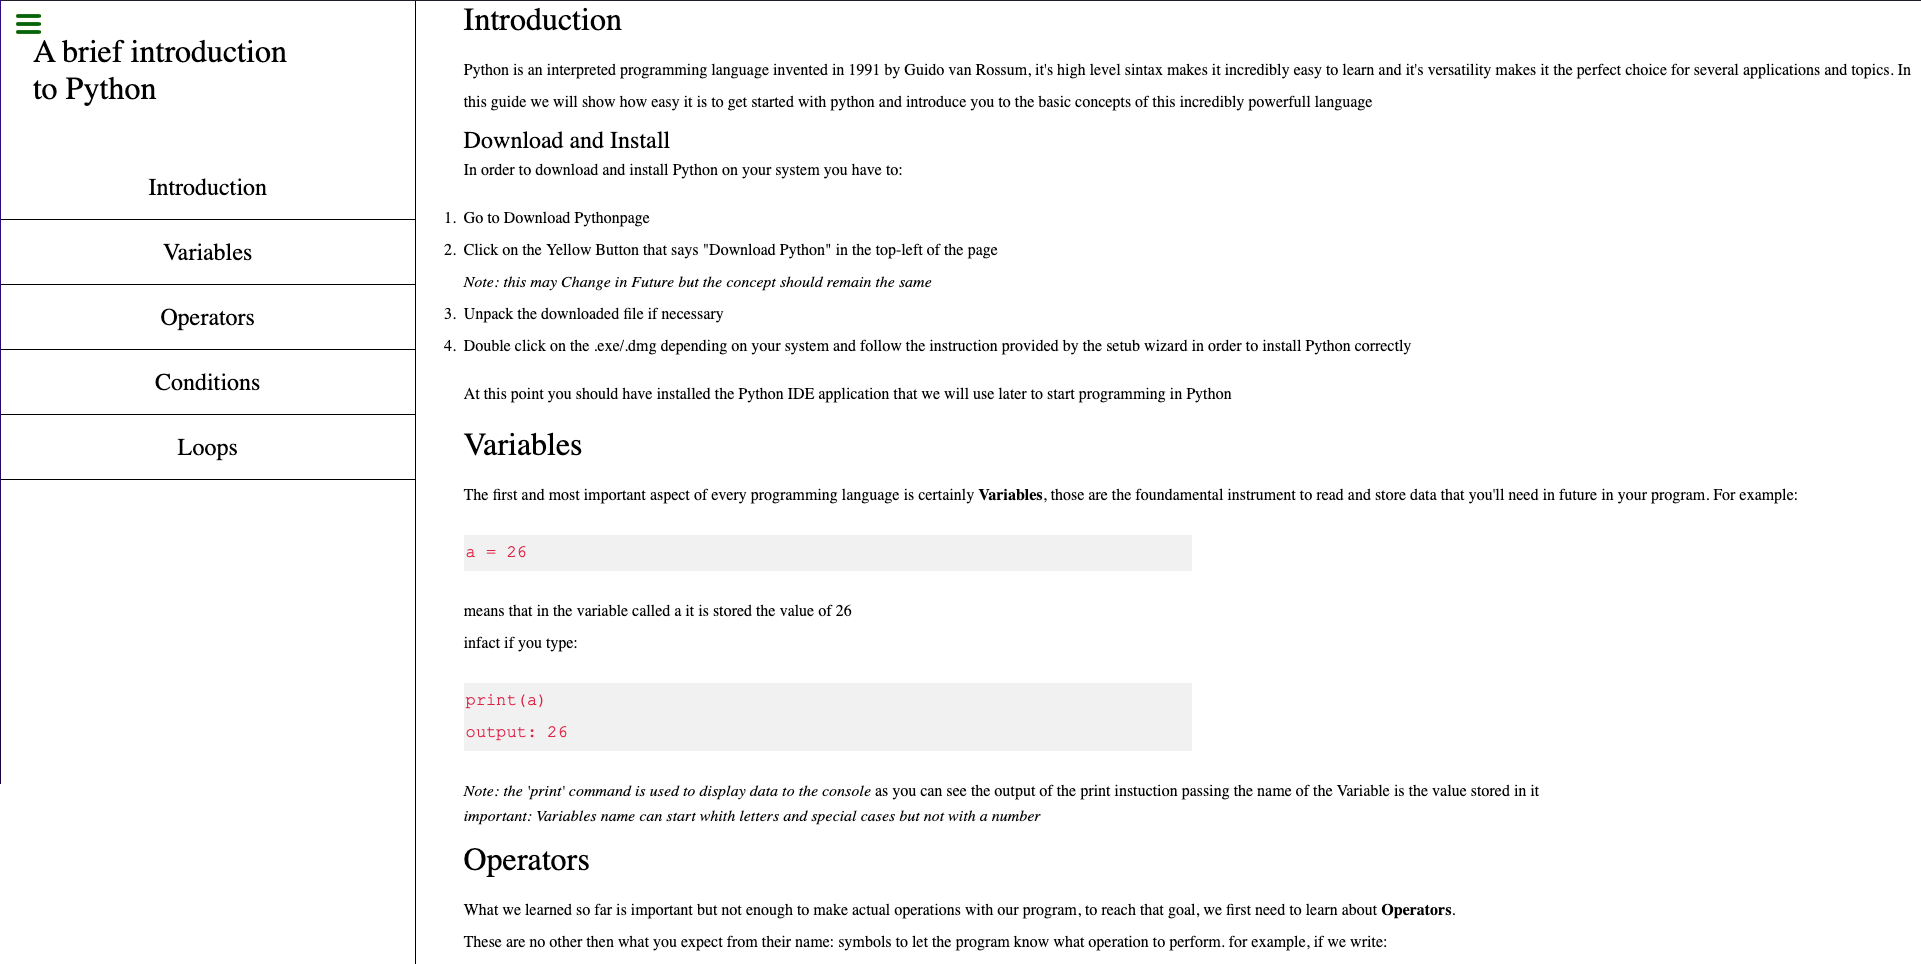 A brief introduction
to Python
Introduction
Variables
Operators
Conditions
Loops
Introduction
Python is an interpreted programming language invented in 1991 by Guido van Rossum, it's high level sintax makes it incredibly easy to learn and it's versatility makes it the perfect choice for several applications and topics. In
this guide we will show how easy it is to get started with python and introduce you to the basic concepts of this incredibly powerfull language
Download and Install
In order to download and install Python on your system you have to:
1. Go to Download Pythonpage
2. Click on the Yellow Button that says "Download Python" in the top-left of the page
Note: this may Change in Future but the concept should remain the same
3. Unpack the downloaded file if necessary
4. Double click on the .exe/.dmg depending on your system and follow the instruction provided by the setub wizard in order to install Python correctly
At this point you should have installed the Python IDE application that we will use later to start programming in Python
Variables
The first and most important aspect of every programming language is certainly Variables, those are the foundamental instrument to read and store data that you'll need in future in your program. For example:
a = 26
means that in the variable called a it is stored the value of 26
infact if you type:
print(a)
output: 26
Note: the 'print' command is used to display data to the console as you can see the output of the print instuction passing the name of the Variable is the value stored in it
important: Variables name can start whith letters and special cases but not with a number
Operators
What we learned so far is important but not enough to make actual operations with our program, to reach that goal, we first need to learn about Operators.
These are no other then what you expect from their name: symbols to let the program know what operation to perform. for example, if we write: